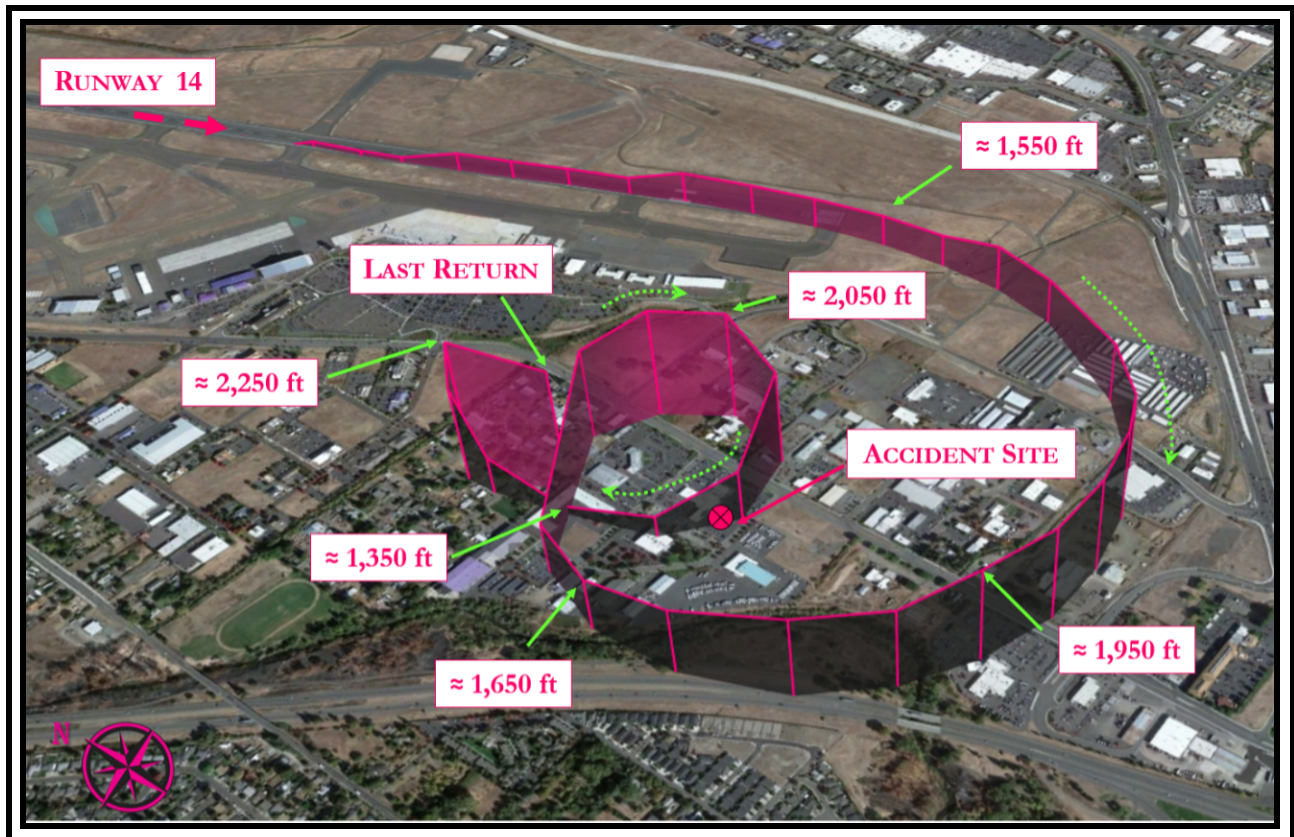 RUNWAY 14
≈ 1,550 ft
LAST RETURN
≈ 2,050 ft
≈ 2,250 ft
ACCIDENT SITE
≈ 1,350 ft
≈ 1,950 ft
≈ 1,650 ft
N